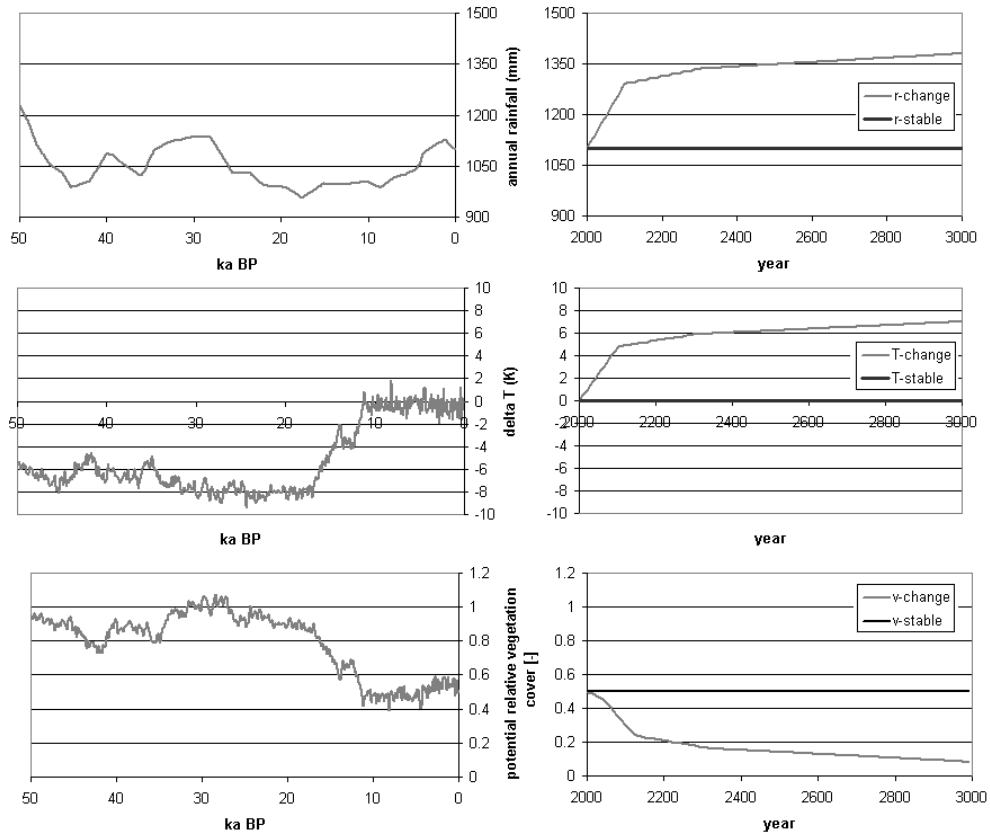 1500
1350
1200
1050
900
annual rainfall (mm)
50 40 30 20 10 0
ka BP
1500
1350
1200
1050
900
r-change
r-stable
2000 2200 2400 2600 2800 3000
year
10
8
6
4
2
0
-2
-4
-6
-8
-10
delta T (K)
50 40 30 20 10 0
ka BP
10
8
6
4
2
0
-2
-4
-6
-8
-10
T-change
T-stable
2000 2200 2400 2600 2800 3000
year
1.2
1
0.8
0.6
0.4
0.2
0
potential relative vegetation
cover [-]
50 40 30 20 10 0
ka BP
1.2
1
0.8
0.6
0.4
0.2
0
v-change
v-stable
2000 2200 2400 2600 2800 3000
year